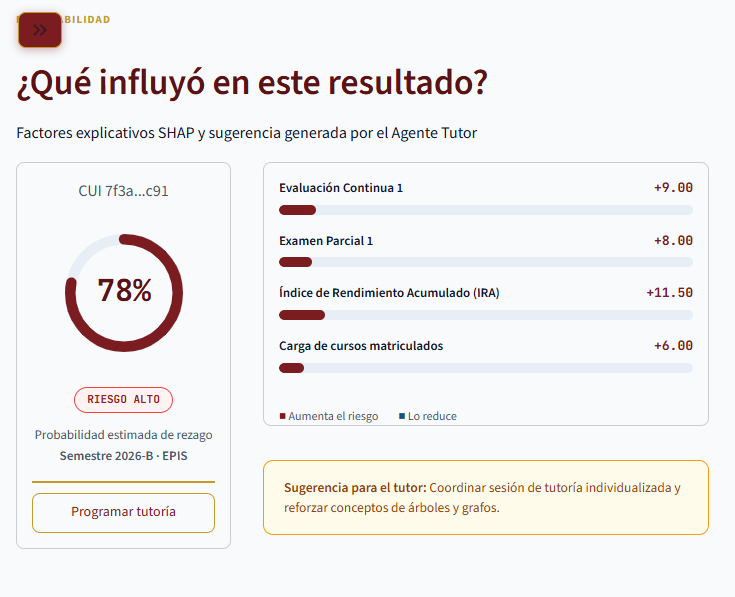 ¿Qué influyó en este resultado?
Factores explicativos SHAP y sugerencia generada por el Agente Tutor
CUI 7f3a...c91
78%
RIESGO ALTO
Probabilidad estimada de rezago
Semestre 2026-B · EPIS
Programar tutoría
Evaluación Continua 1 +9.00
Examen Parcial 1 +8.00
Índice de Rendimiento Acumulado (IRA) +11.50
Carga de cursos matriculados +6.00
Aumenta el riesgo Lo reduce
Sugerencia para el tutor: Coordinar sesión de tutoría individualizada y
reforzar conceptos de árboles y grafos.